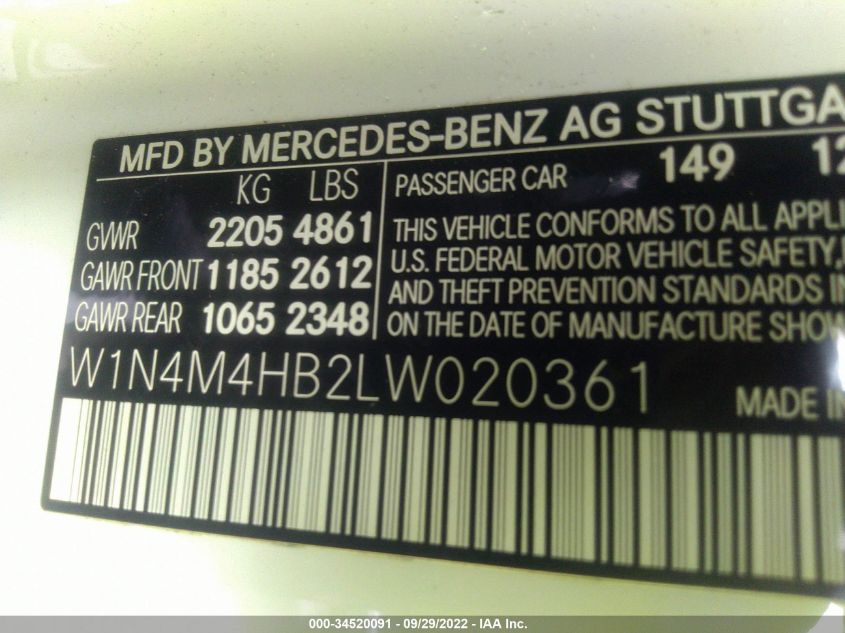 MFD BY MERCEDES-BENZ AG STUTTGA
KG LBS
GVWR 2205 4861
GAWR FRONT 1185 2612
GAWR REAR 1065 2348
PASSENGER CAR 149 12
THIS VEHICLE CONFORMS TO ALL APPLI
U.S. FEDERAL MOTOR VEHICLE SAFETY,
AND THEFT PREVENTION STANDARDS IN
ON THE DATE OF MANUFACTURE SHOW
W1N4M4HB2LW020361
MADE IN
000-34520091 - 09/29/2022 - IAA Inc.